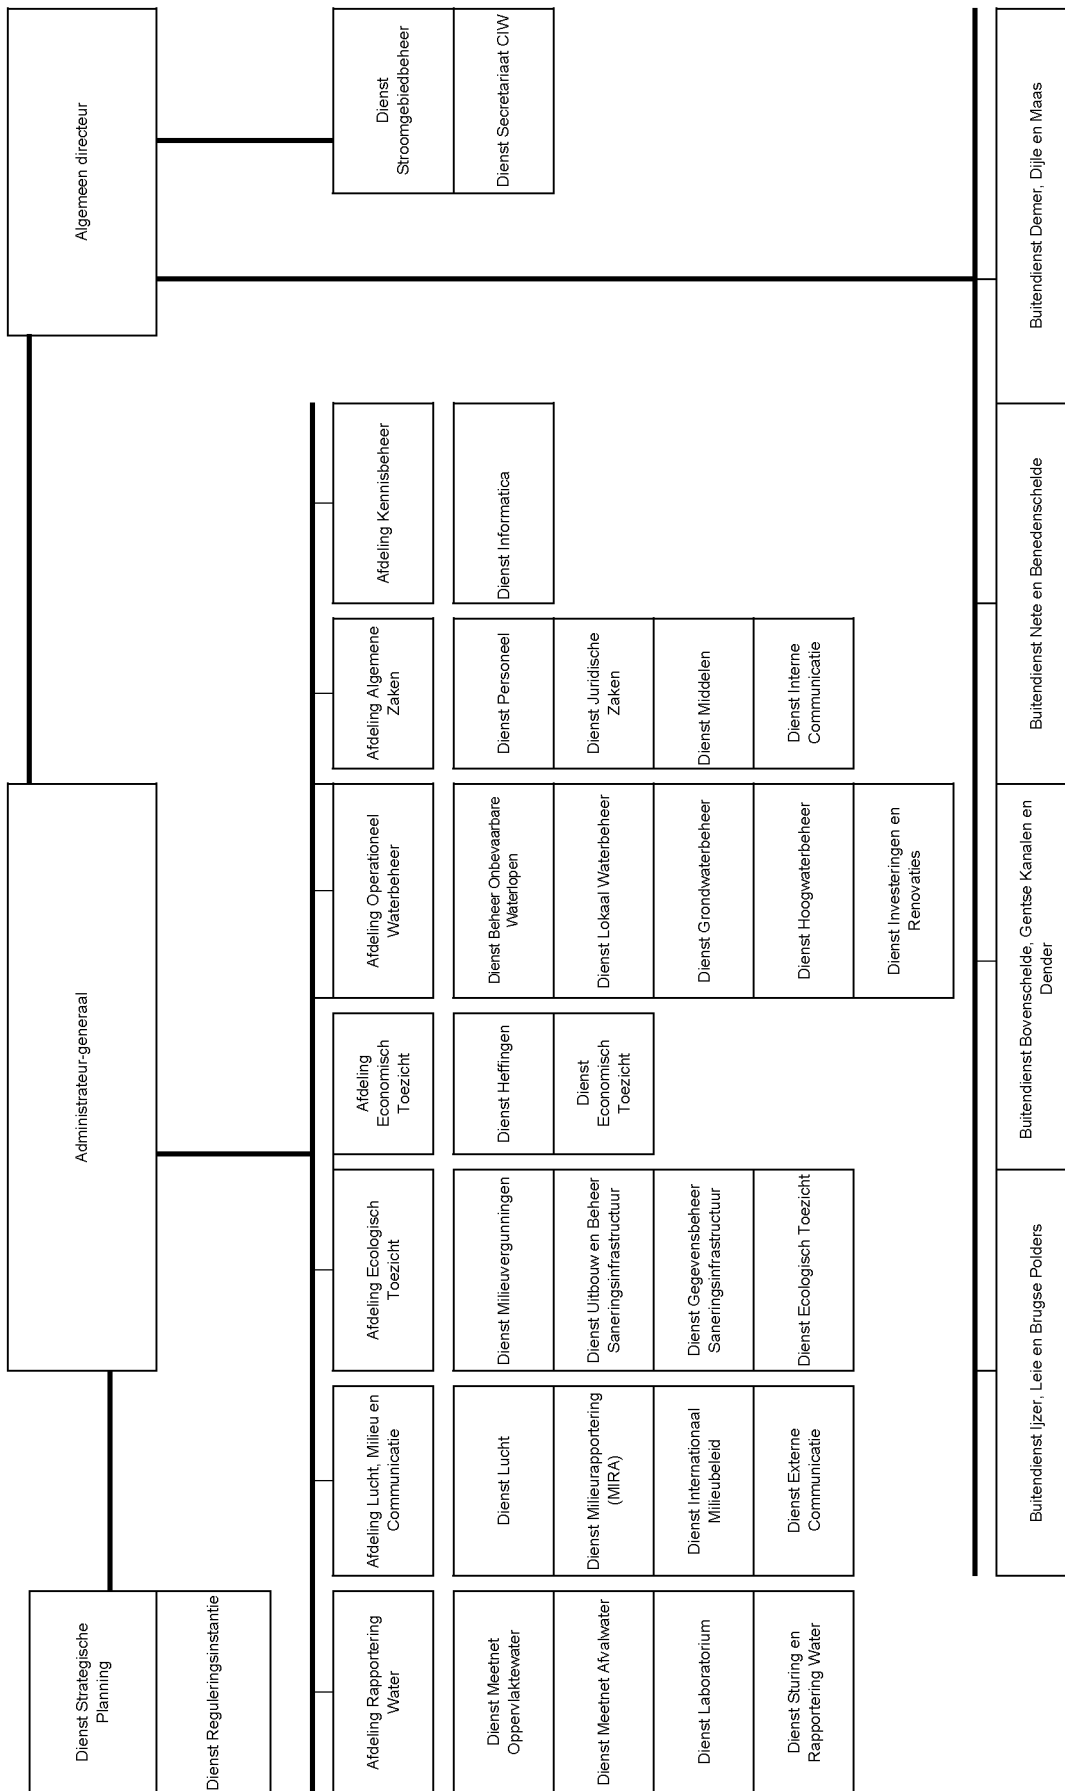 Administrateur-generaal
Algemeen directeur
Dienst Strategische
Planning
Dienst Reguleringsinstantie
Dienst
Stroomgebiedbeheer
Dienst Secretariaat CIW
Afdeling Rapportering
Water
Dienst Meetnet
Oppervlaktewater
Dienst Meetnet Afvalwater
Dienst Laboratorium
Dienst Sturing en
Rapportering Water
Afdeling Lucht, Milieu en
Communicatie
Dienst Lucht
Dienst Milieurapportering
(MIRA)
Dienst Internationaal
Milieubeleid
Dienst Externe
Communicatie
Afdeling Ecologisch
Toezicht
Dienst Milieuvergunningen
Dienst Uitbouw en Beheer
Saneringsinfrastructuur
Dienst Gegevensbeheer
Saneringsinfrastructuur
Dienst Ecologisch Toezicht
Afdeling
Economisch
Toezicht
Dienst Heffingen
Dienst
Economisch
Toezicht
Afdeling Operationeel
Waterbeheer
Dienst Beheer Onbevaarbare
Waterlopen
Dienst Lokaal Waterbeheer
Dienst Grondwaterbeheer
Dienst Hoogwaterbeheer
Dienst Investeringen en
Renovaties
Afdeling Algemene
Zaken
Dienst Personeel
Dienst Juridische
Zaken
Dienst Middelen
Dienst Interne
Communicatie
Afdeling Kennisbeheer
Dienst Informatica
Buitendienst Ijzer, Leie en Brugse Polders
Buitendienst Bovenschelde, Gentse Kanalen en
Dender
Buitendienst Nete en Benedenschelde
Buitendienst Demer, Dijle en Maas